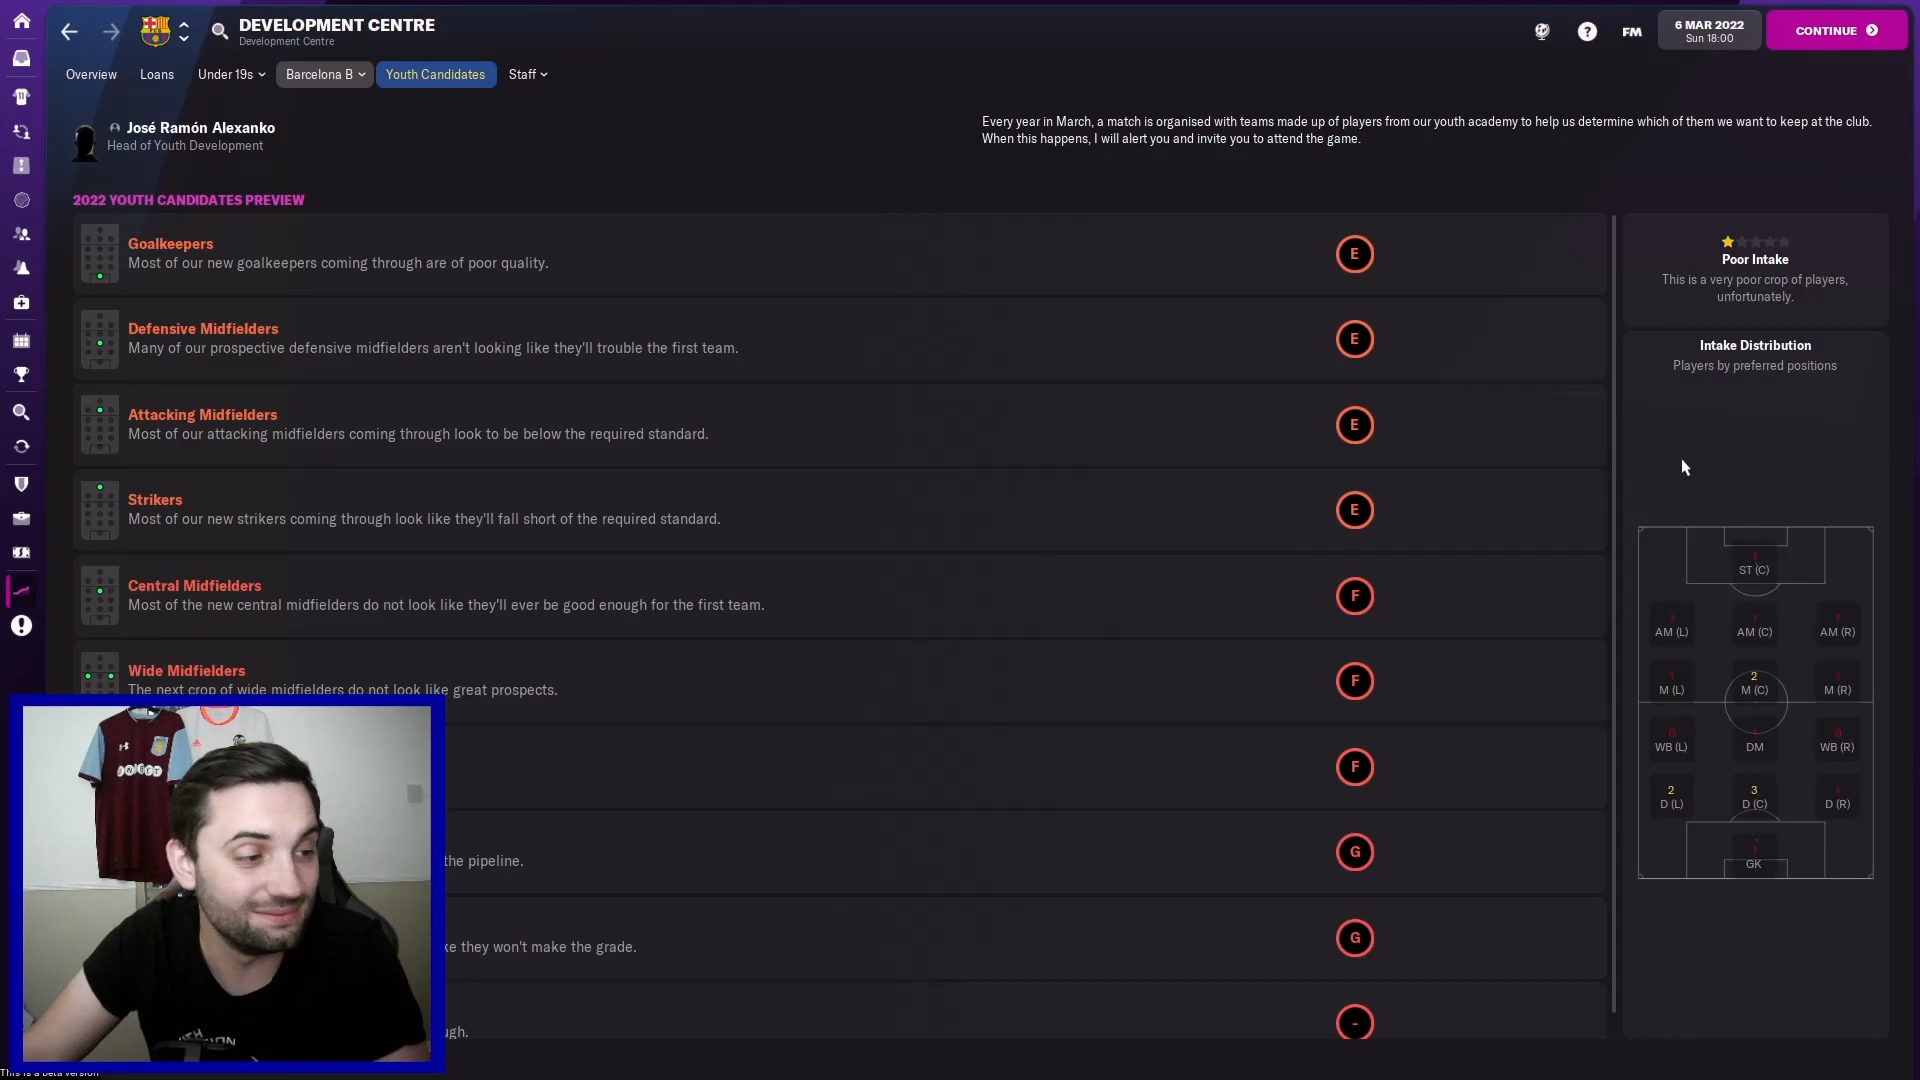 DEVELOPMENT CENTRE
Development Centre
FM
6 MAR 2022
Sun 18:00
CONTINUE
Overview
Loans
Under 19s
Barcelona B
Youth Candidates
Staff
José Ramón Alexanko
Head of Youth Development
Every year in March, a match is organised with teams made up of players from our youth academy to help us determine which of them we want to keep at the club.
When this happens, I will alert you and invite you to attend the game.
2022 YOUTH CANDIDATES PREVIEW
Goalkeepers
Most of our new goalkeepers coming through are of poor quality.
E
Defensive Midfielders
Many of our prospective defensive midfielders aren't looking like they'll trouble the first team.
E
Attacking Midfielders
Most of our attacking midfielders coming through look to be below the required standard.
E
Strikers
Most of our new strikers coming through look like they'll fall short of the required standard.
E
Central Midfielders
Most of the new central midfielders do not look like they'll ever be good enough for the first team.
F
Wide Midfielders
The next crop of wide midfielders do not look like great prospects.
F
F
the pipeline.
G
they won't make the grade.
G
-
Poor Intake
This is a very poor crop of players,
unfortunately.
Intake Distribution
Players by preferred positions
1
ST (C)
1 1 1
AM (L) AM (C) AM (R)
1 2 1
M (L) M (C) M (R)
0 1 0
WB (L) DM WB (R)
2 3 1
D (L) D (C) D (R)
1
GK
This is a beta version